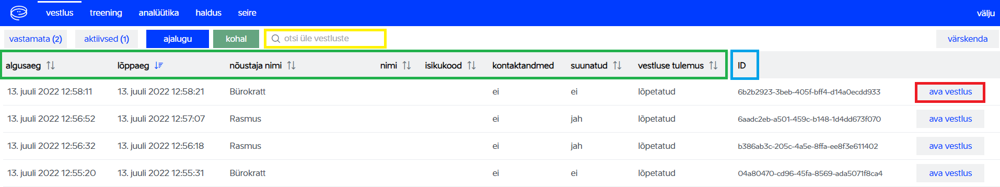 vestlus treening analüütika haldus seire välju
vastamata (2) aktiivsed (1) ajalugu kohal otsi üle vestluste värskenda
algusaeg lõppaeg nõustaja nimi nimi isikukood kontaktandmed suunatud vestluse tulemus ID
13. juuli 2022 12:58:11 13. juuli 2022 12:58:21 Bürokratt ei ei lõpetatud 6b2b2923-3beb-405f-bff4-d14a0ecdd933 ava vestlus
13. juuli 2022 12:56:52 13. juuli 2022 12:57:07 Rasmus ei jah lõpetatud 6aadc2eb-a501-459c-b148-1d4dd673f070 ava vestlus
13. juuli 2022 12:56:32 13. juuli 2022 12:56:18 Rasmus ei jah lõpetatud b386ab3c-205c-4a5e-8ffa-ee8f3e611402 ava vestlus
13. juuli 2022 12:55:20 13. juuli 2022 12:55:31 Bürokratt ei ei lõpetatud 04a80470-cd96-45fa-8569-ada5071f8ca4 ava vestlus